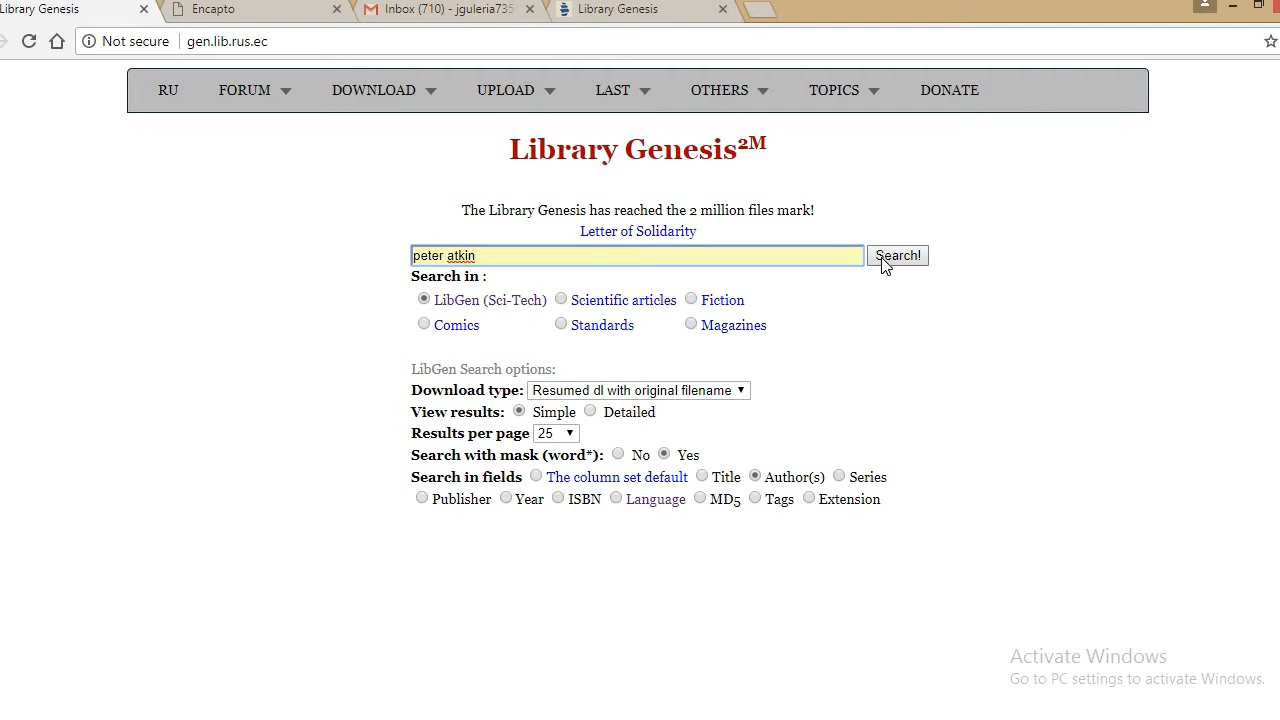 Library Genesis Encapto Inbox (710) - jguleria735 Library Genesis
Not secure gen.lib.rus.ec
RU FORUM DOWNLOAD UPLOAD LAST OTHERS TOPICS DONATE
Library Genesis2M
The Library Genesis has reached the 2 million files mark!
Letter of Solidarity
peter atkin Search!
Search in :
LibGen (Sci-Tech) Scientific articles Fiction
Comics Standards Magazines
LibGen Search options:
Download type: Resumed dl with original filename
View results: Simple Detailed
Results per page 25
Search with mask (word*): No Yes
Search in fields The column set default Title Author(s) Series
Publisher Year ISBN Language MD5 Tags Extension
Activate Windows
Go to PC settings to activate Windows.